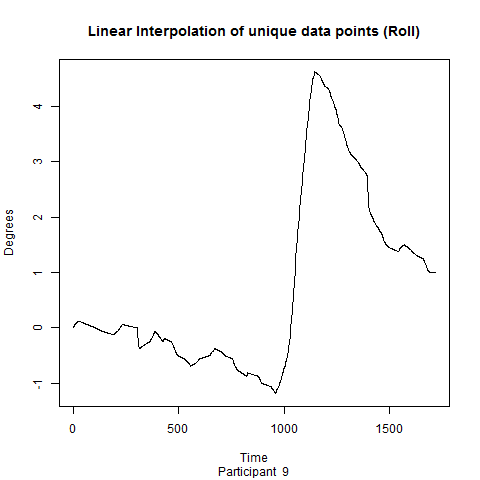 Linear Interpolation of unique data points (Roll)
Degrees
4
3
2
1
0
-1
0 500 1000 1500
Time
Participant 9